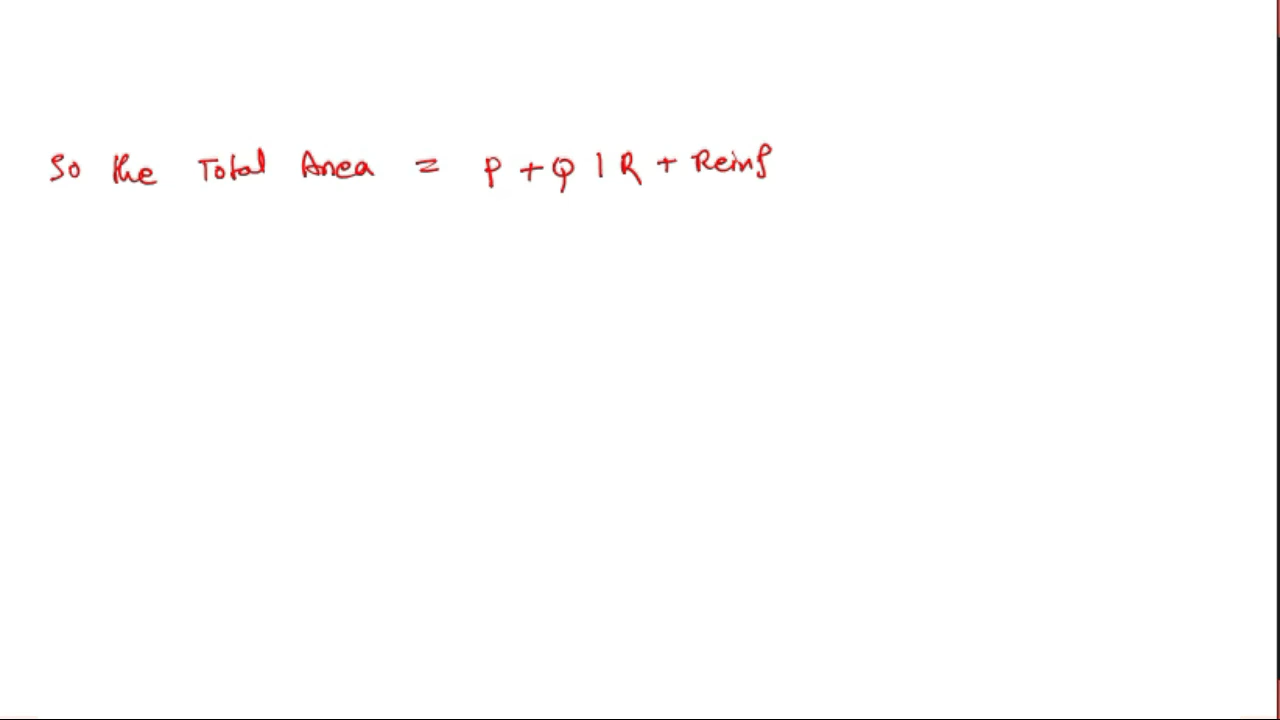 So the Total Area = P + Q | R + Reinf